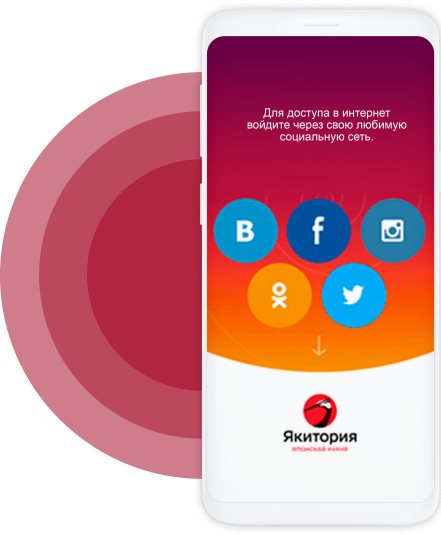 Для доступа в интернет
войдите через свою любимую
социальную сеть.
Якитория
японская кухня